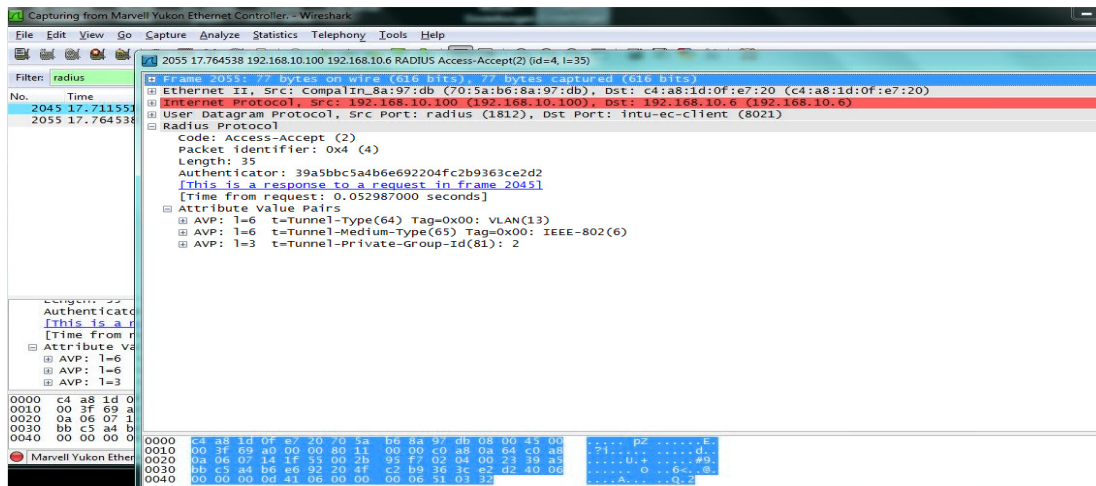 Capturing from Marvell Yukon Ethernet Controller. - Wireshark
File Edit View Go Capture Analyze Statistics Telephony Tools Help
2055 17.764538 192.168.10.100 192.168.10.6 RADIUS Access-Accept(2) (id=4, l=35)
Filter: radius
No. Time
2045 17.711551
2055 17.764538
Frame 2055: 77 bytes on wire (616 bits), 77 bytes captured (616 bits)
Ethernet II, Src: CompalIn_8a:97:db (70:5a:b6:8a:97:db), Dst: c4:a8:1d:0f:e7:20 (c4:a8:1d:0f:e7:20)
Internet Protocol, Src: 192.168.10.100 (192.168.10.100), Dst: 192.168.10.6 (192.168.10.6)
User Datagram Protocol, Src Port: radius (1812), Dst Port: intu-ec-client (8021)
Radius Protocol
Code: Access-Accept (2)
Packet identifier: 0x4 (4)
Length: 35
Authenticator: 39a5bbc5a4b6e692204fc2b9363ce2d2
[This is a response to a request in frame 2045]
[Time from request: 0.052987000 seconds]
Attribute Value Pairs
AVP: l=6 t=Tunnel-Type(64) Tag=0x00: VLAN(13)
AVP: l=6 t=Tunnel-Medium-Type(65) Tag=0x00: IEEE-802(6)
AVP: l=3 t=Tunnel-Private-Group-Id(81): 2
Authenticato
[This is a r
[Time from r
Attribute Va
AVP: l=6
AVP: l=6
AVP: l=3
0000 c4 a8 1d 0
0010 00 3f 69 a
0020 0a 06 07 1
0030 bb c5 a4 b
0040 00 00 00 0
Marvell Yukon Ether
0000 c4 a8 1d 0f e7 20 70 5a b6 8a 97 db 08 00 45 00 ...... pZ ......E.
0010 00 3f 69 a0 00 00 80 11 00 00 c0 a8 0a 64 c0 a8 .?i..... .....d..
0020 0a 06 07 14 1f 55 00 2b 95 f7 02 04 00 23 39 a5 .....U.+ .....#9.
0030 bb c5 a4 b6 e6 92 20 4f c2 b9 36 3c e2 d2 40 06 ...... O ..6<..@.
0040 00 00 00 0d 41 06 00 00 00 06 51 03 32 ....A... ..Q.2